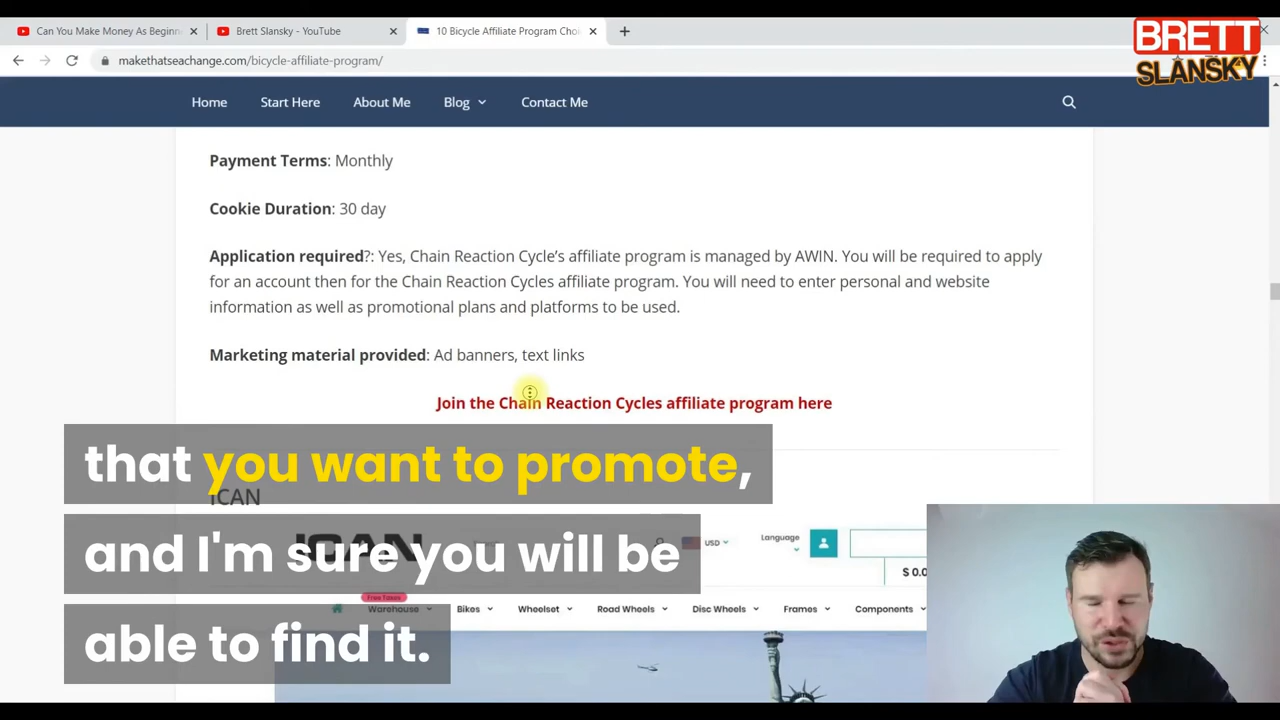 Can You Make Money As Beginne
Brett Slansky - YouTube
10 Bicycle Affiliate Program Choi
BRETT
SLANSKY
makethatseachange.com/bicycle-affiliate-program/
Home Start Here About Me Blog Contact Me
Payment Terms: Monthly
Cookie Duration: 30 day
Application required?: Yes, Chain Reaction Cycle's affiliate program is managed by AWIN. You will be required to apply
for an account then for the Chain Reaction Cycles affiliate program. You will need to enter personal and website
information as well as promotional plans and platforms to be used.
Marketing material provided: Ad banners, text links
Join the Chain Reaction Cycles affiliate program here
that you want to promote,
ICAN
and I'm sure you will be
ICAN
USD
Language
$ 0.0
Free Taxes
Warehouse Bikes Wheelset Road Wheels Disc Wheels Frames Components
able to find it.